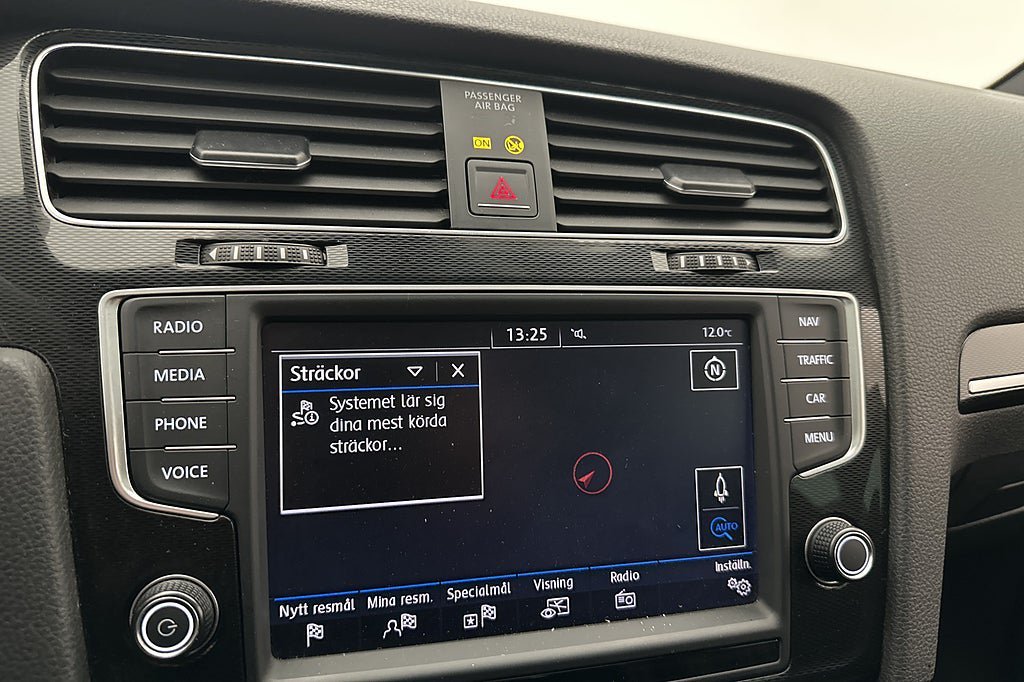 PASSENGER
AIR BAG
ON
RADIO
MEDIA
PHONE
VOICE
13:25
12.0°C
Sträckor
Systemet lär sig
dina mest körda
sträckor...
N
AUTO
Nytt resmål
Mina resm.
Specialmål
Visning
Radio
Inställn.
NAV
TRAFFIC
CAR
MENU